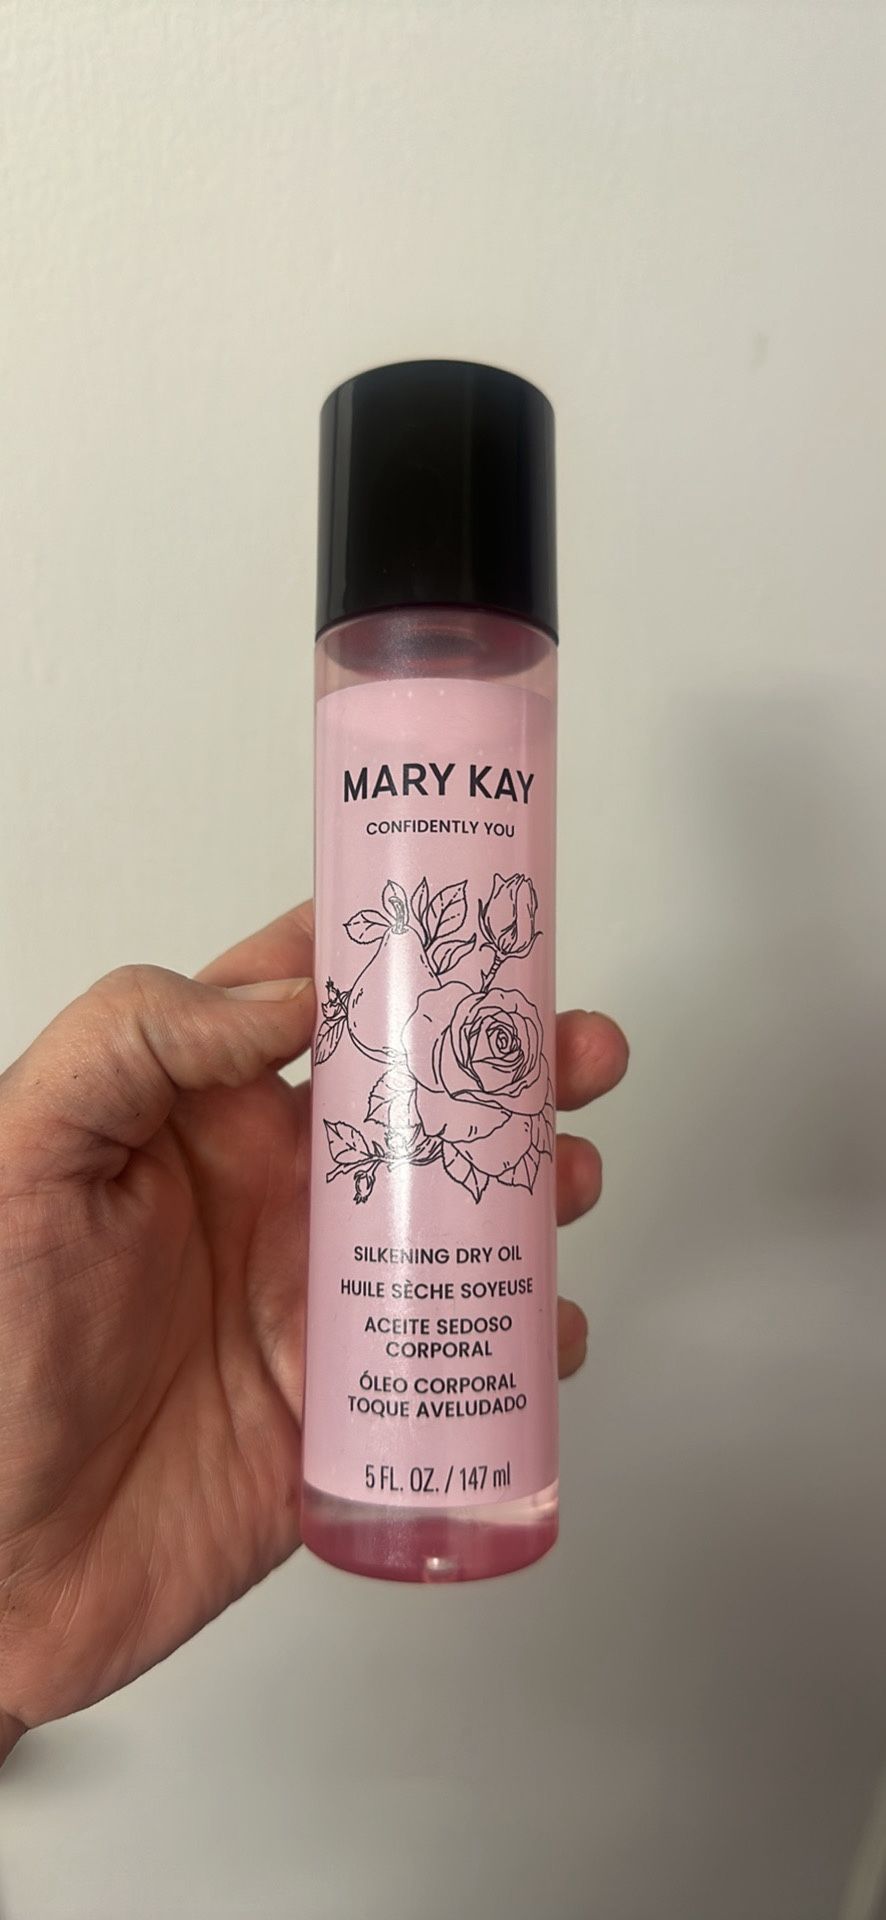 MARY KAY
CONFIDENTLY YOU
SILKENING DRY OIL
HUILE SÈCHE SOYEUSE
ACEITE SEDOSO
CORPORAL
ÓLEO CORPORAL
TOQUE AVELUDADO
5 FL. OZ. / 147 ml